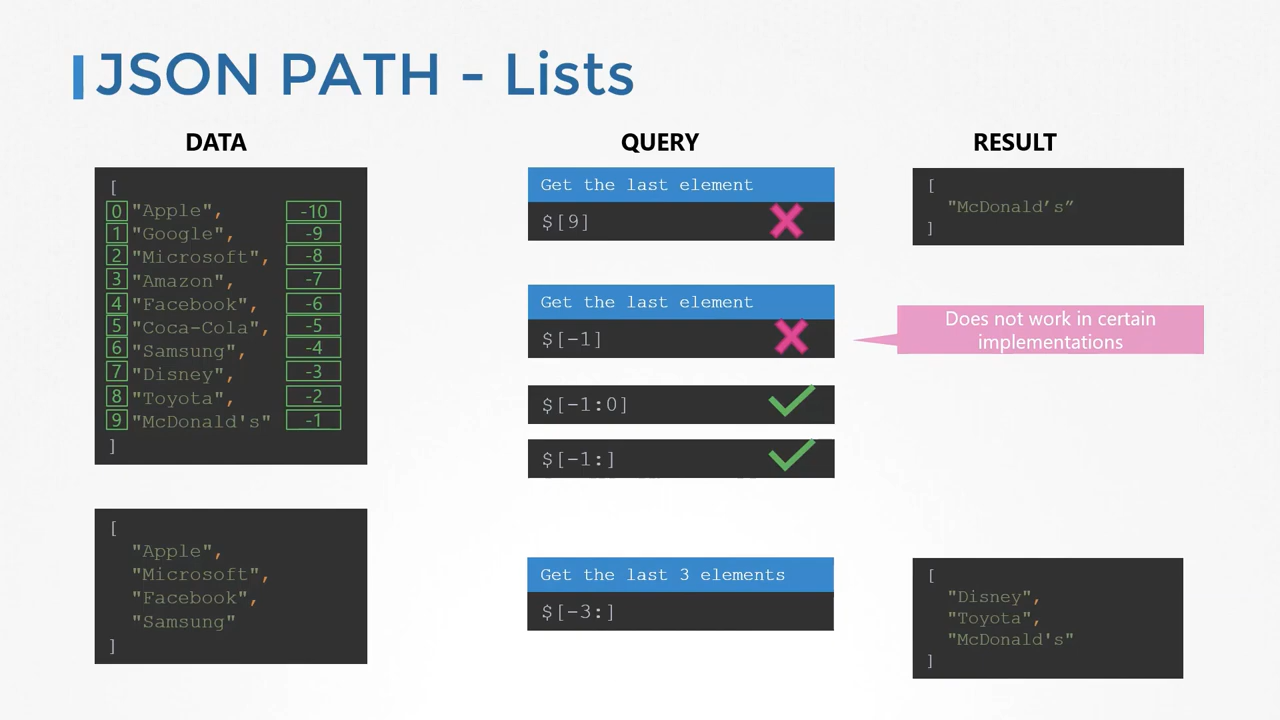 JSON PATH - Lists
DATA
QUERY
RESULT
[
0 "Apple", -10
1 "Google", -9
2 "Microsoft", -8
3 "Amazon", -7
4 "Facebook", -6
5 "Coca-Cola", -5
6 "Samsung", -4
7 "Disney", -3
8 "Toyota", -2
9 "McDonald's" -1
]
Get the last element
$[9]
[
"McDonald’s”
]
Get the last element
$[-1]
Does not work in certain
implementations
$[-1:0]
$[-1:]
[
"Apple",
"Microsoft",
"Facebook",
"Samsung"
]
Get the last 3 elements
$[-3:]
[
"Disney",
"Toyota",
"McDonald's"
]